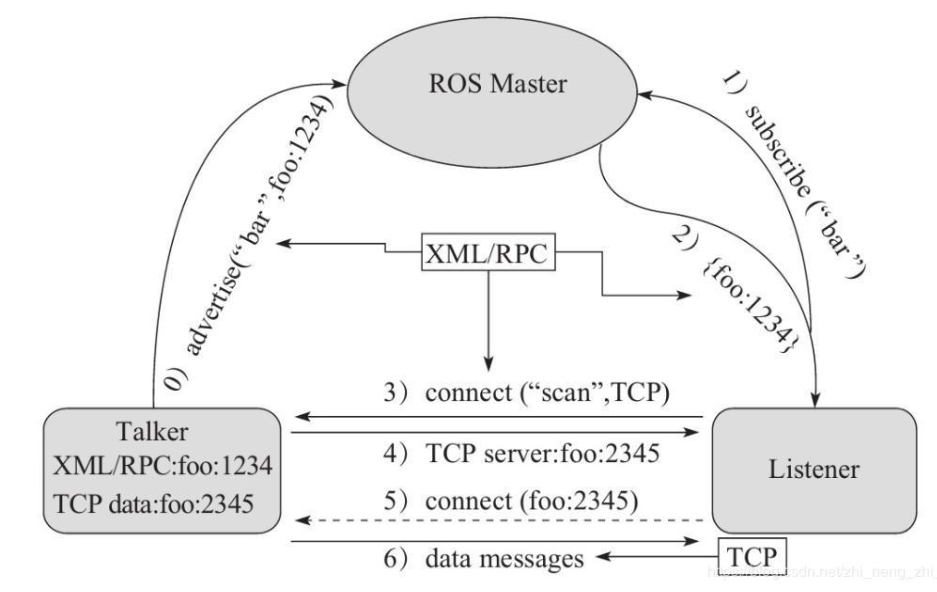 ROS Master
0）advertise(“bar”,foo:1234)
1）subscribe (“bar”)
2）{foo:1234}
XML/RPC
3）connect (“scan”,TCP)
4）TCP server:foo:2345
5）connect (foo:2345)
6）data messages
Talker
XML/RPC:foo:1234
TCP data:foo:2345
Listener
TCP
https://blog.csdn.net/zhi_neng_zhi_